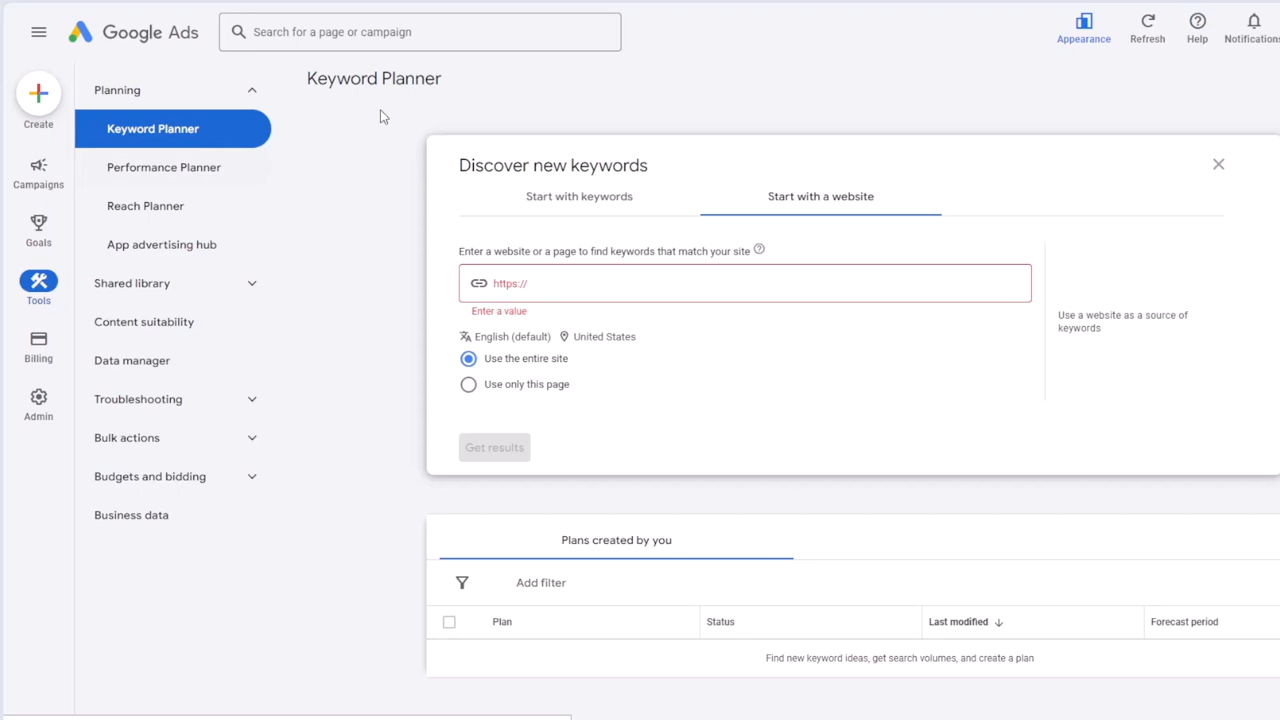 Google Ads
Search for a page or campaign
Appearance
Refresh
Help
Notifications
Create
Campaigns
Goals
Tools
Billing
Admin
Planning
Keyword Planner
Performance Planner
Reach Planner
App advertising hub
Shared library
Content suitability
Data manager
Troubleshooting
Bulk actions
Budgets and bidding
Business data
Keyword Planner
Discover new keywords
Start with keywords
Start with a website
Enter a website or a page to find keywords that match your site
https://
Enter a value
English (default) United States
Use the entire site
Use only this page
Use a website as a source of
keywords
Get results
Plans created by you
Add filter
Plan Status Last modified Forecast period
Find new keyword ideas, get search volumes, and create a plan